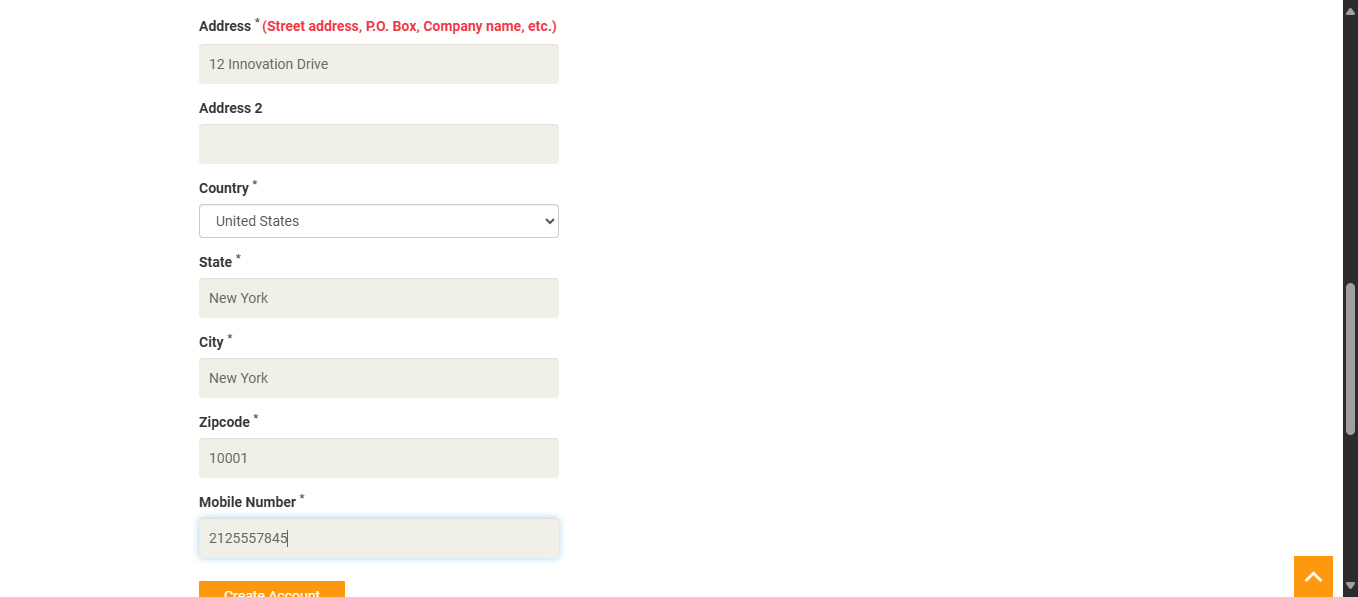 Address * (Street address, P.O. Box, Company name, etc.)
12 Innovation Drive
Address 2
Country *
United States
State *
New York
City *
New York
Zipcode *
10001
Mobile Number *
2125557845
Create Account